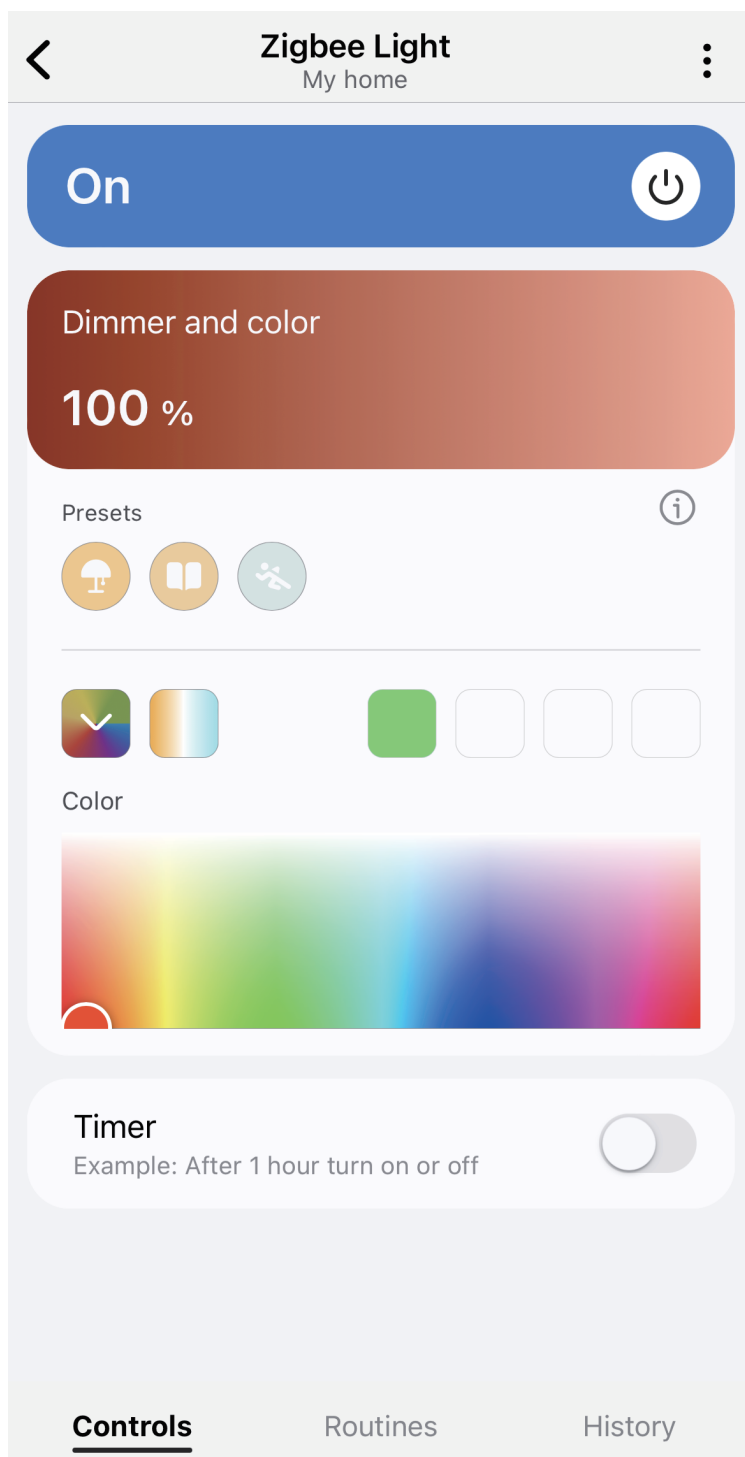 Zigbee Light
My home
On
Dimmer and color
100 %
Presets
Color
Timer
Example: After 1 hour turn on or off
Controls Routines History